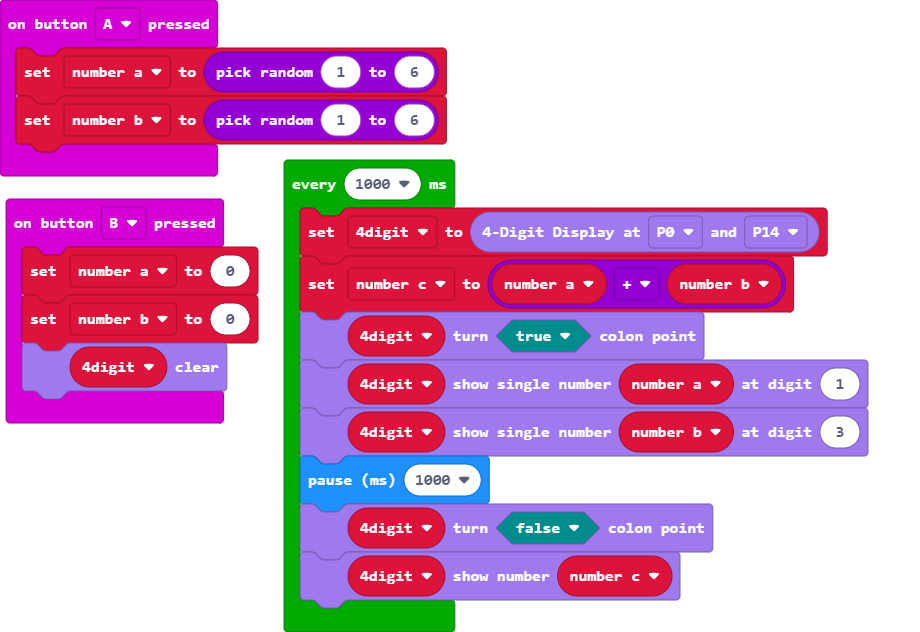 on button A pressed
set number a to pick random 1 to 6
set number b to pick random 1 to 6
on button B pressed
set number a to 0
set number b to 0
4digit clear
every 1000 ms
set 4digit to 4-Digit Display at P0 and P14
set number c to number a + number b
4digit turn true colon point
4digit show single number number a at digit 1
4digit show single number number b at digit 3
pause (ms) 1000
4digit turn false colon point
4digit show number number c